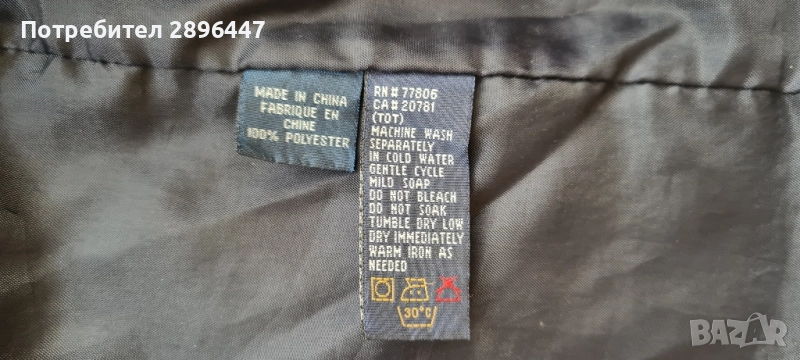 Потребител 2896447
MADE IN CHINA
FABRIQUE EN
CHINE
100% POLYESTER
RN # 77806
CA # 20781
(TOT)
MACHINE WASH
SEPARATELY
IN COLD WATER
GENTLE CYCLE
MILD SOAP
DO NOT BLEACH
DO NOT SOAK
TUMBLE DRY LOW
DRY IMMEDIATELY
WARM IRON AS
NEEDED
30°C
BAZAR